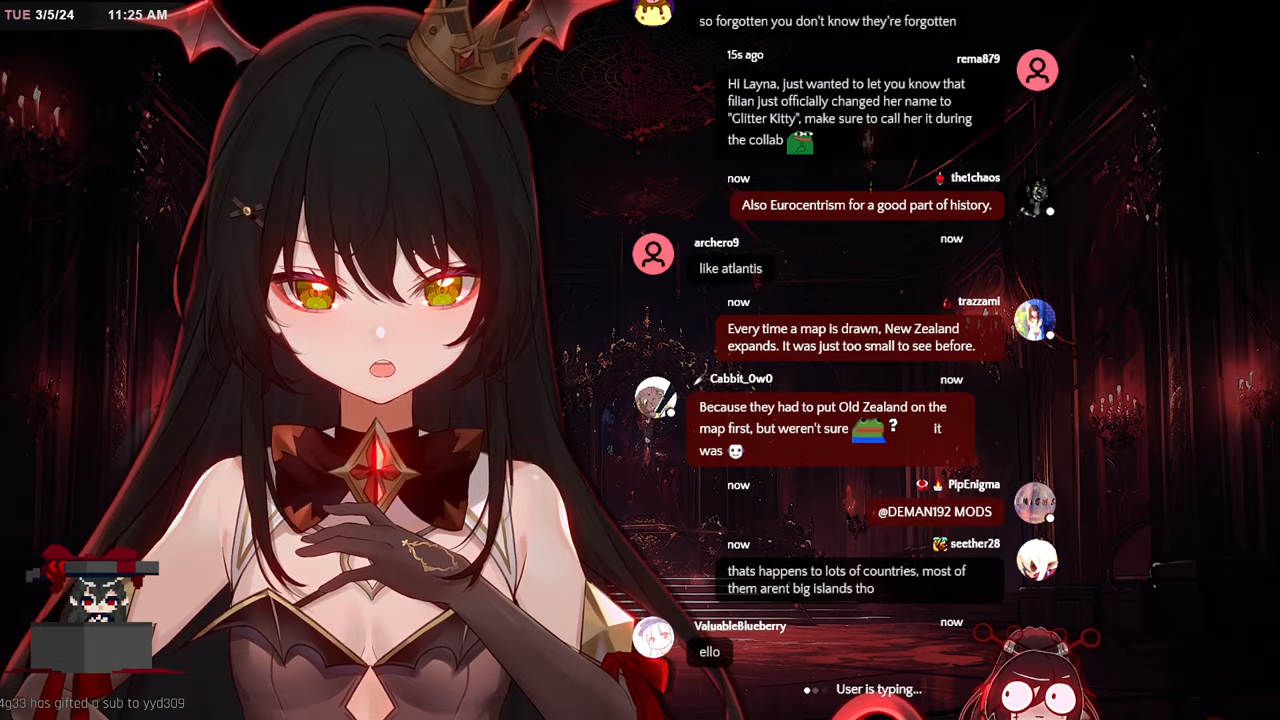 TUE 3/5/24 11:25 AM
so forgotten you don't know they're forgotten
15s ago
rema879
Hi Layna, just wanted to let you know that
filian just officially changed her name to
"Glitter Kitty", make sure to call her it during
the collab
now
the1chaos
Also Eurocentrism for a good part of history.
archero9
now
like atlantis
now
trazzami
Every time a map is drawn, New Zealand
expands. It was just too small to see before.
Cabbit_0w0
now
Because they had to put Old Zealand on the
map first, but weren't sure ? it
was
now
PipEnigma
@DEMAN192 MODS
now
seether28
thats happens to lots of countries, most of
them arent big islands tho
ValuableBlueberry
now
ello
User is typing...
4g33 has gifted a sub to yyd309